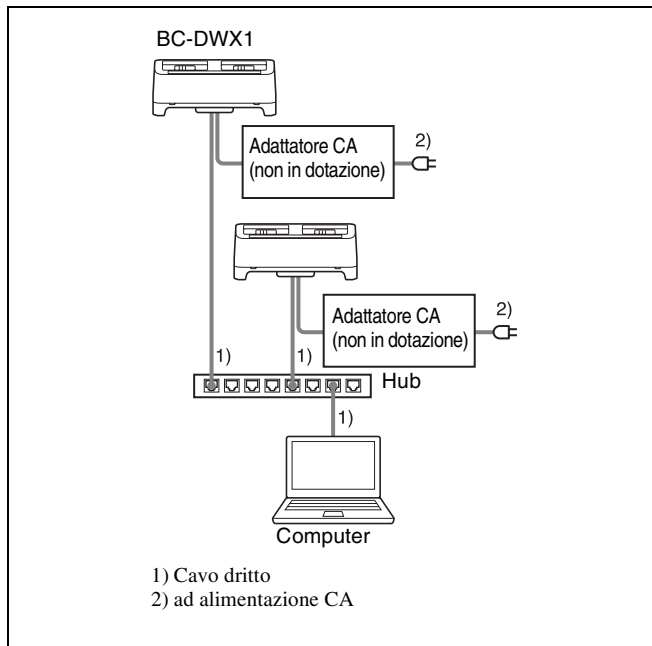 BC-DWX1
Adattatore CA
(non in dotazione)
2)
Adattatore CA
(non in dotazione)
2)
1)
1)
Hub
1)
Computer
1) Cavo dritto
2) ad alimentazione CA